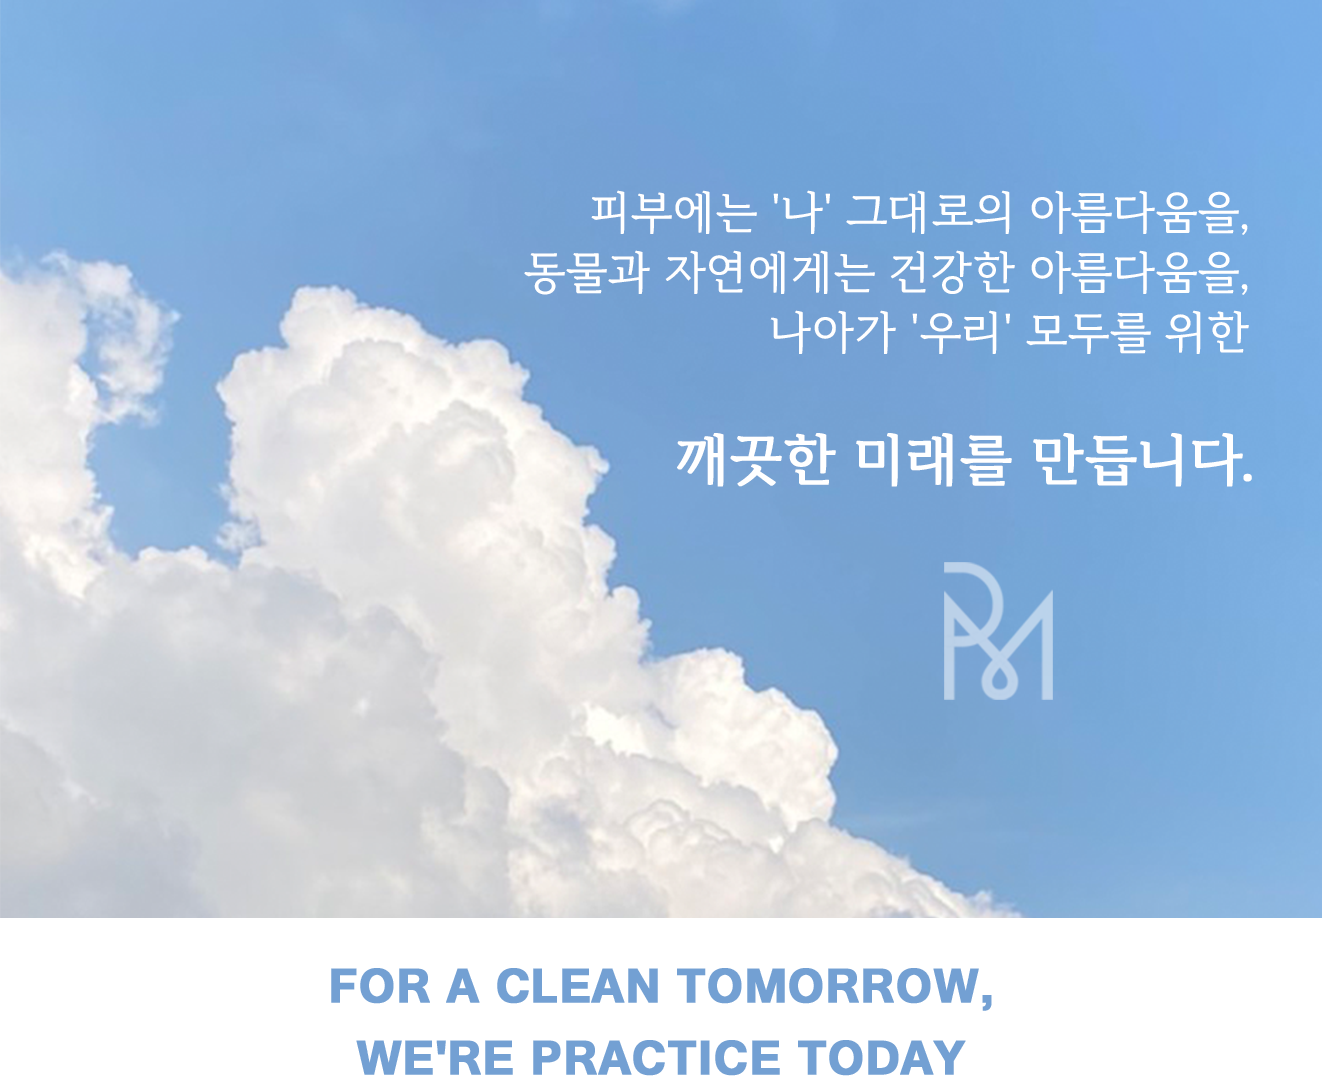 피부에는 '나' 그대로의 아름다움을,
동물과 자연에게는 건강한 아름다움을,
나아가 '우리' 모두를 위한
깨끗한 미래를 만듭니다.
PM
FOR A CLEAN TOMORROW,
WE'RE PRACTICE TODAY